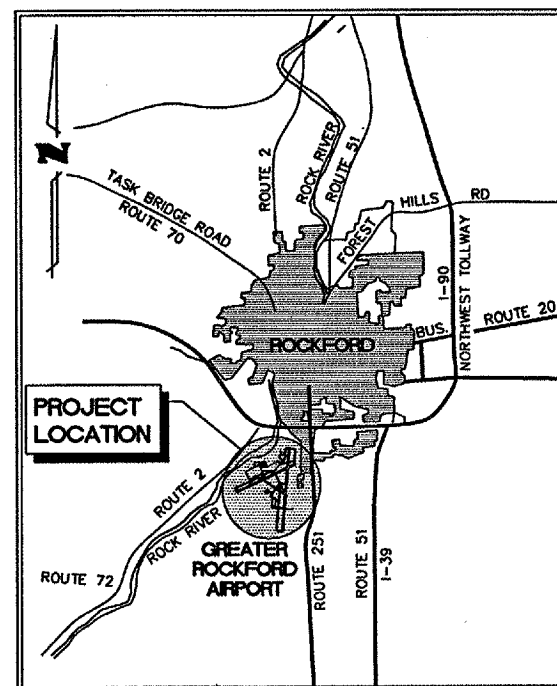 N
TASK BRIDGE ROAD
ROUTE 70
ROUTE 2
ROCK RIVER
ROUTE 51
FOREST
HILLS RD
I-90
NORTHWEST TOLLWAY
BUS.
ROUTE 20
ROCKFORD
PROJECT
LOCATION
ROUTE 2
ROCK RIVER
ROUTE 72
GREATER
ROCKFORD
AIRPORT
ROUTE 251
ROUTE 51
I-39